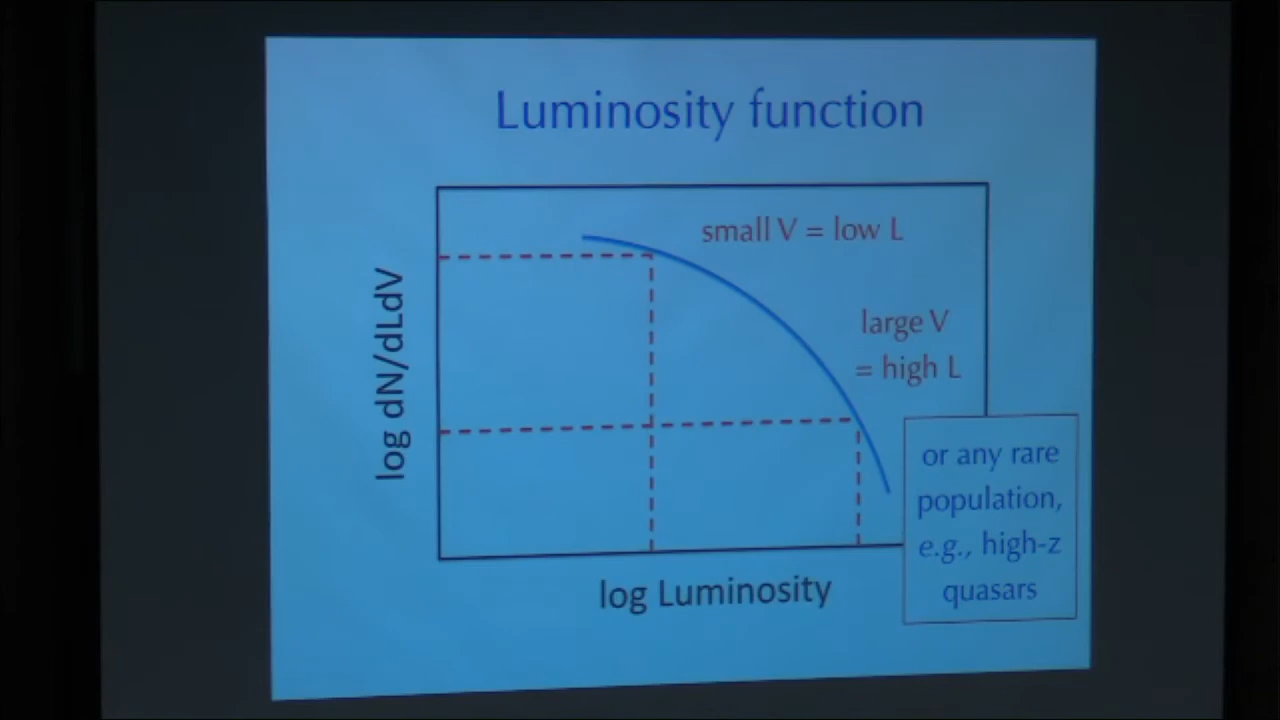 Luminosity function
small V = low L
large V
= high L
log dN/dLdV
or any rare
population,
e.g., high-z
quasars
log Luminosity